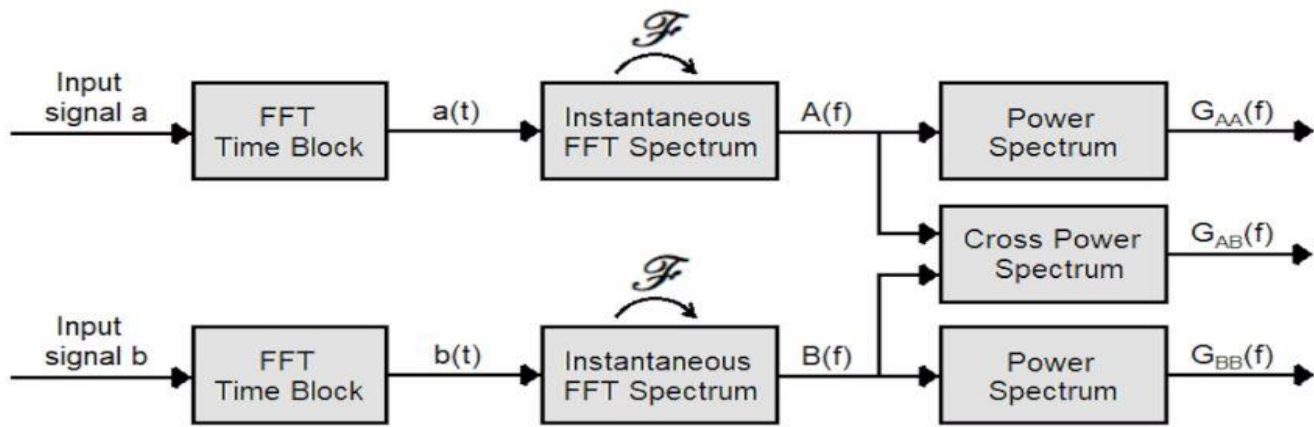 ℱ
Input
signal a
FFT
Time Block
a(t)
Instantaneous
FFT Spectrum
A(f)
Power
Spectrum
G_AA(f)
Cross Power
Spectrum
G_AB(f)
ℱ
Input
signal b
FFT
Time Block
b(t)
Instantaneous
FFT Spectrum
B(f)
Power
Spectrum
G_BB(f)